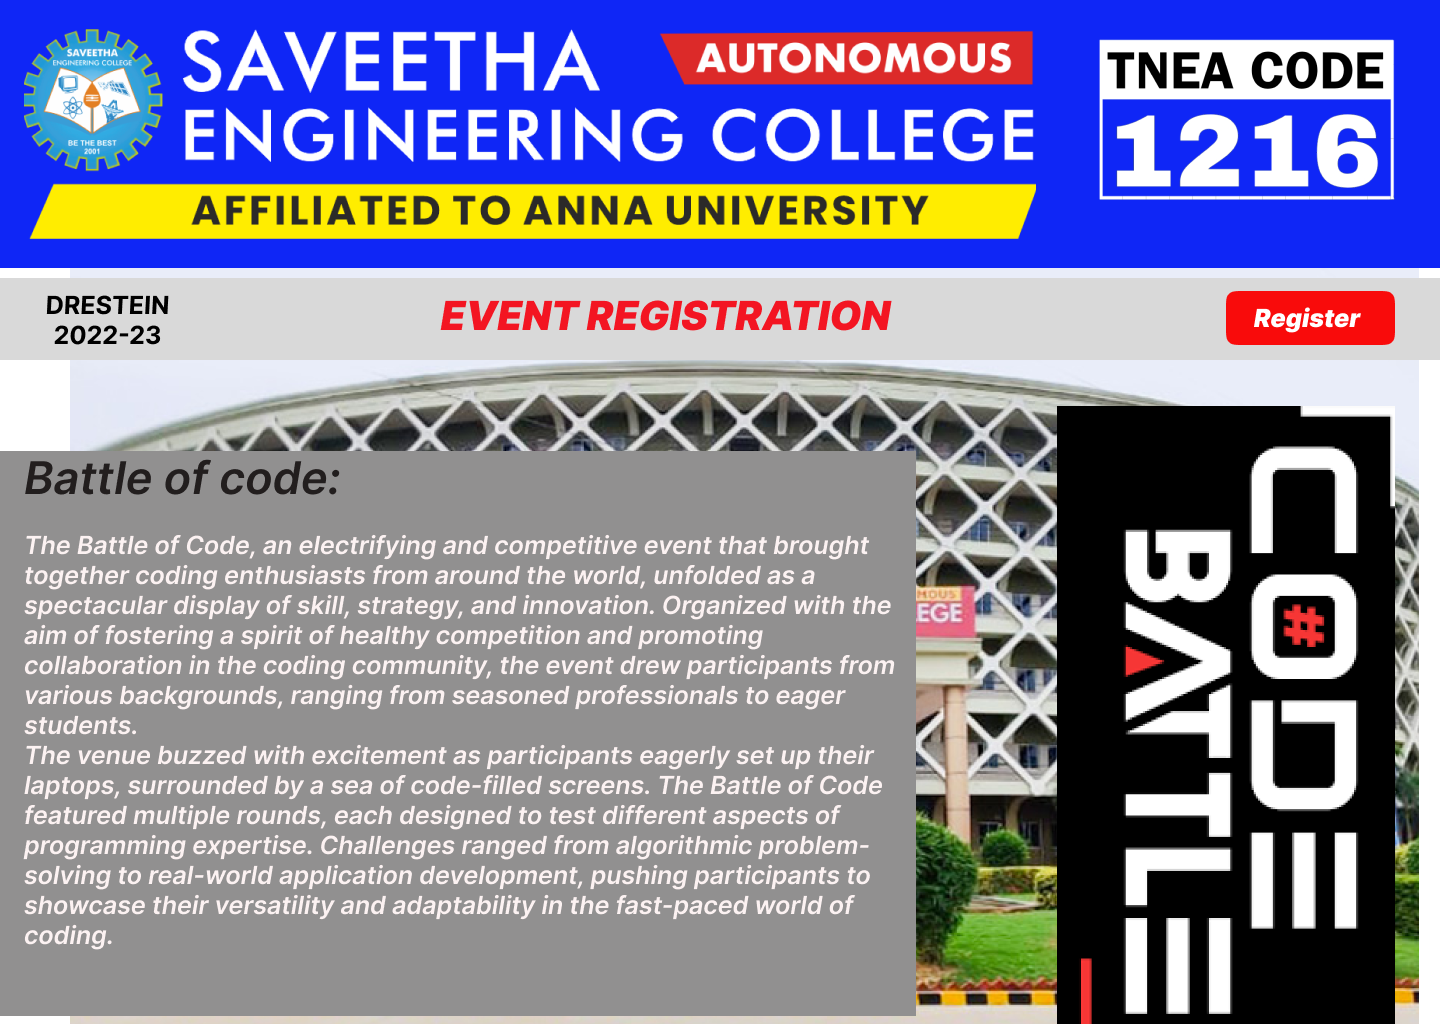 SAVEETHA
ENGINEERING COLLEGE
BE THE BEST
2001
SAVEETHA
AUTONOMOUS
ENGINEERING COLLEGE
AFFILIATED TO ANNA UNIVERSITY
TNEA CODE
1216
DRESTEIN
2022-23
EVENT REGISTRATION
Register
Battle of code:
The Battle of Code, an electrifying and competitive event that brought
together coding enthusiasts from around the world, unfolded as a
spectacular display of skill, strategy, and innovation. Organized with the
aim of fostering a spirit of healthy competition and promoting
collaboration in the coding community, the event drew participants from
various backgrounds, ranging from seasoned professionals to eager
students.
The venue buzzed with excitement as participants eagerly set up their
laptops, surrounded by a sea of code-filled screens. The Battle of Code
featured multiple rounds, each designed to test different aspects of
programming expertise. Challenges ranged from algorithmic problem-
solving to real-world application development, pushing participants to
showcase their versatility and adaptability in the fast-paced world of
coding.
MOUS
EGE
CODE
#
BATTLE